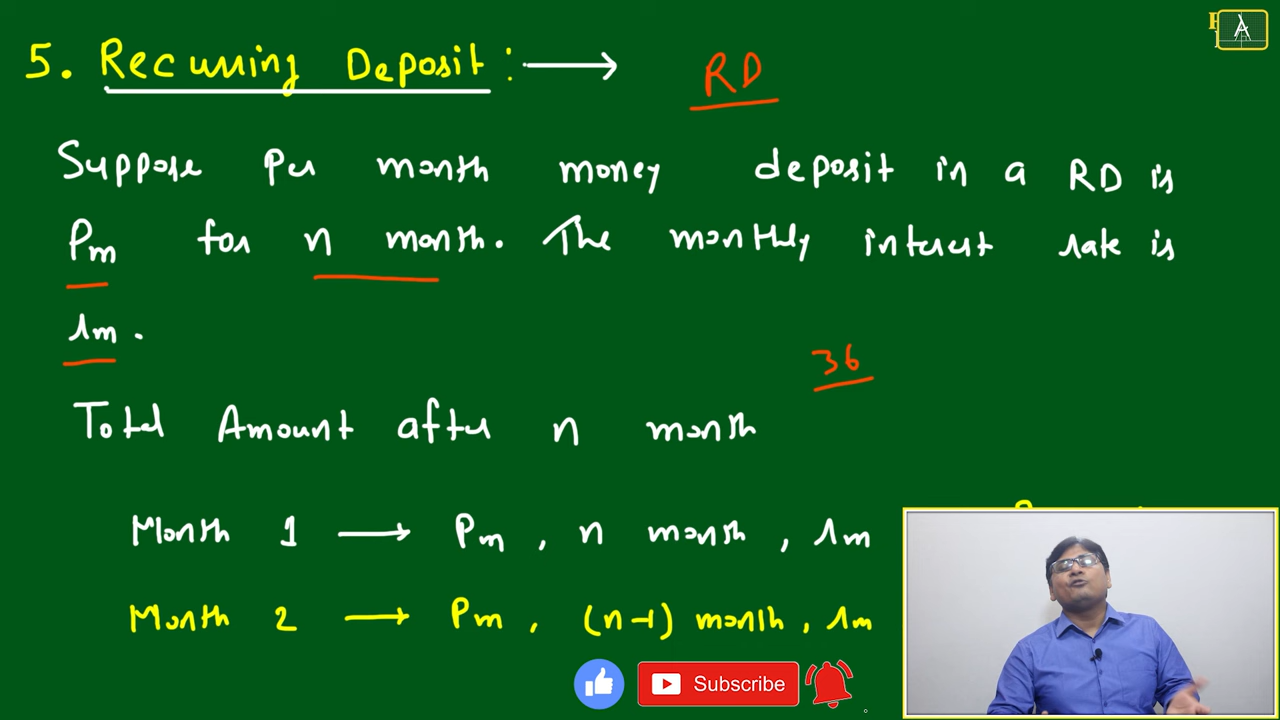 5. Recurring Deposit : → RD
Suppose Per month money deposit in a RD is
Pm for n month. The monthly interest rate is
rm.
36
Total Amount after n month
Month 1 → Pm , n month , rm
Month 2 → Pm , (n-1) month , rm
Subscribe